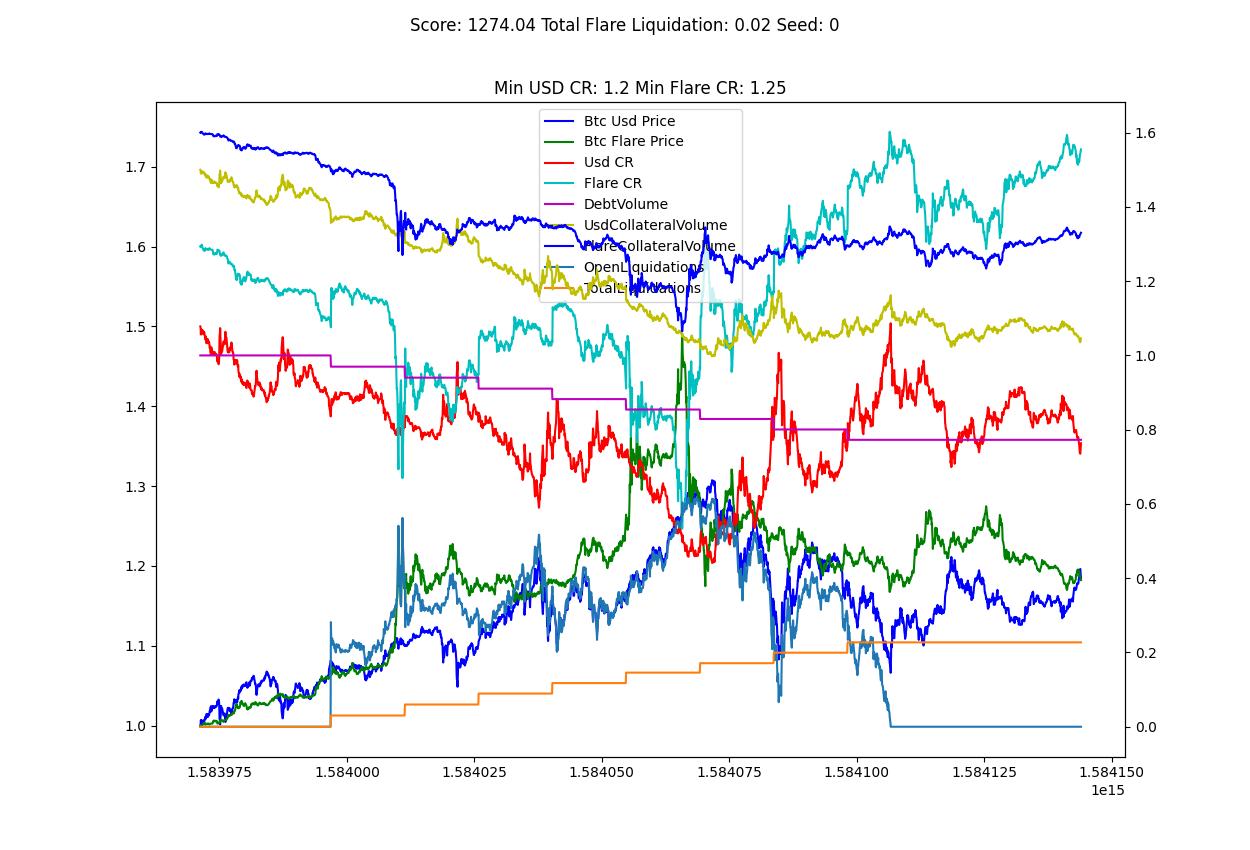 Score: 1274.04 Total Flare Liquidation: 0.02 Seed: 0
Min USD CR: 1.2 Min Flare CR: 1.25
Btc Usd Price
Btc Flare Price
Usd CR
Flare CR
DebtVolume
UsdCollateralVolume
FlareCollateralVolume
OpenLiquidations
TotalLiquidations
1.7
1.6
1.5
1.4
1.3
1.2
1.1
1.0
1.6
1.4
1.2
1.0
0.8
0.6
0.4
0.2
0.0
1.583975 1.584000 1.584025 1.584050 1.584075 1.584100 1.584125 1.584150
1e15